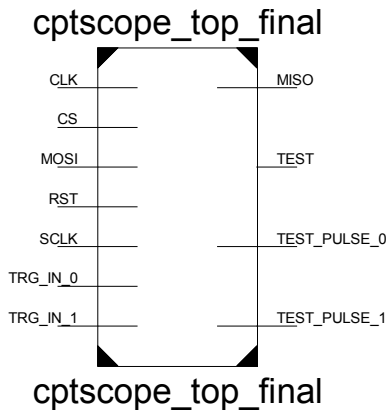 cptscope_top_final
CLK
MISO
CS
MOSI
TEST
RST
SCLK
TEST_PULSE_0
TRG_IN_0
TRG_IN_1
TEST_PULSE_1
cptscope_top_final